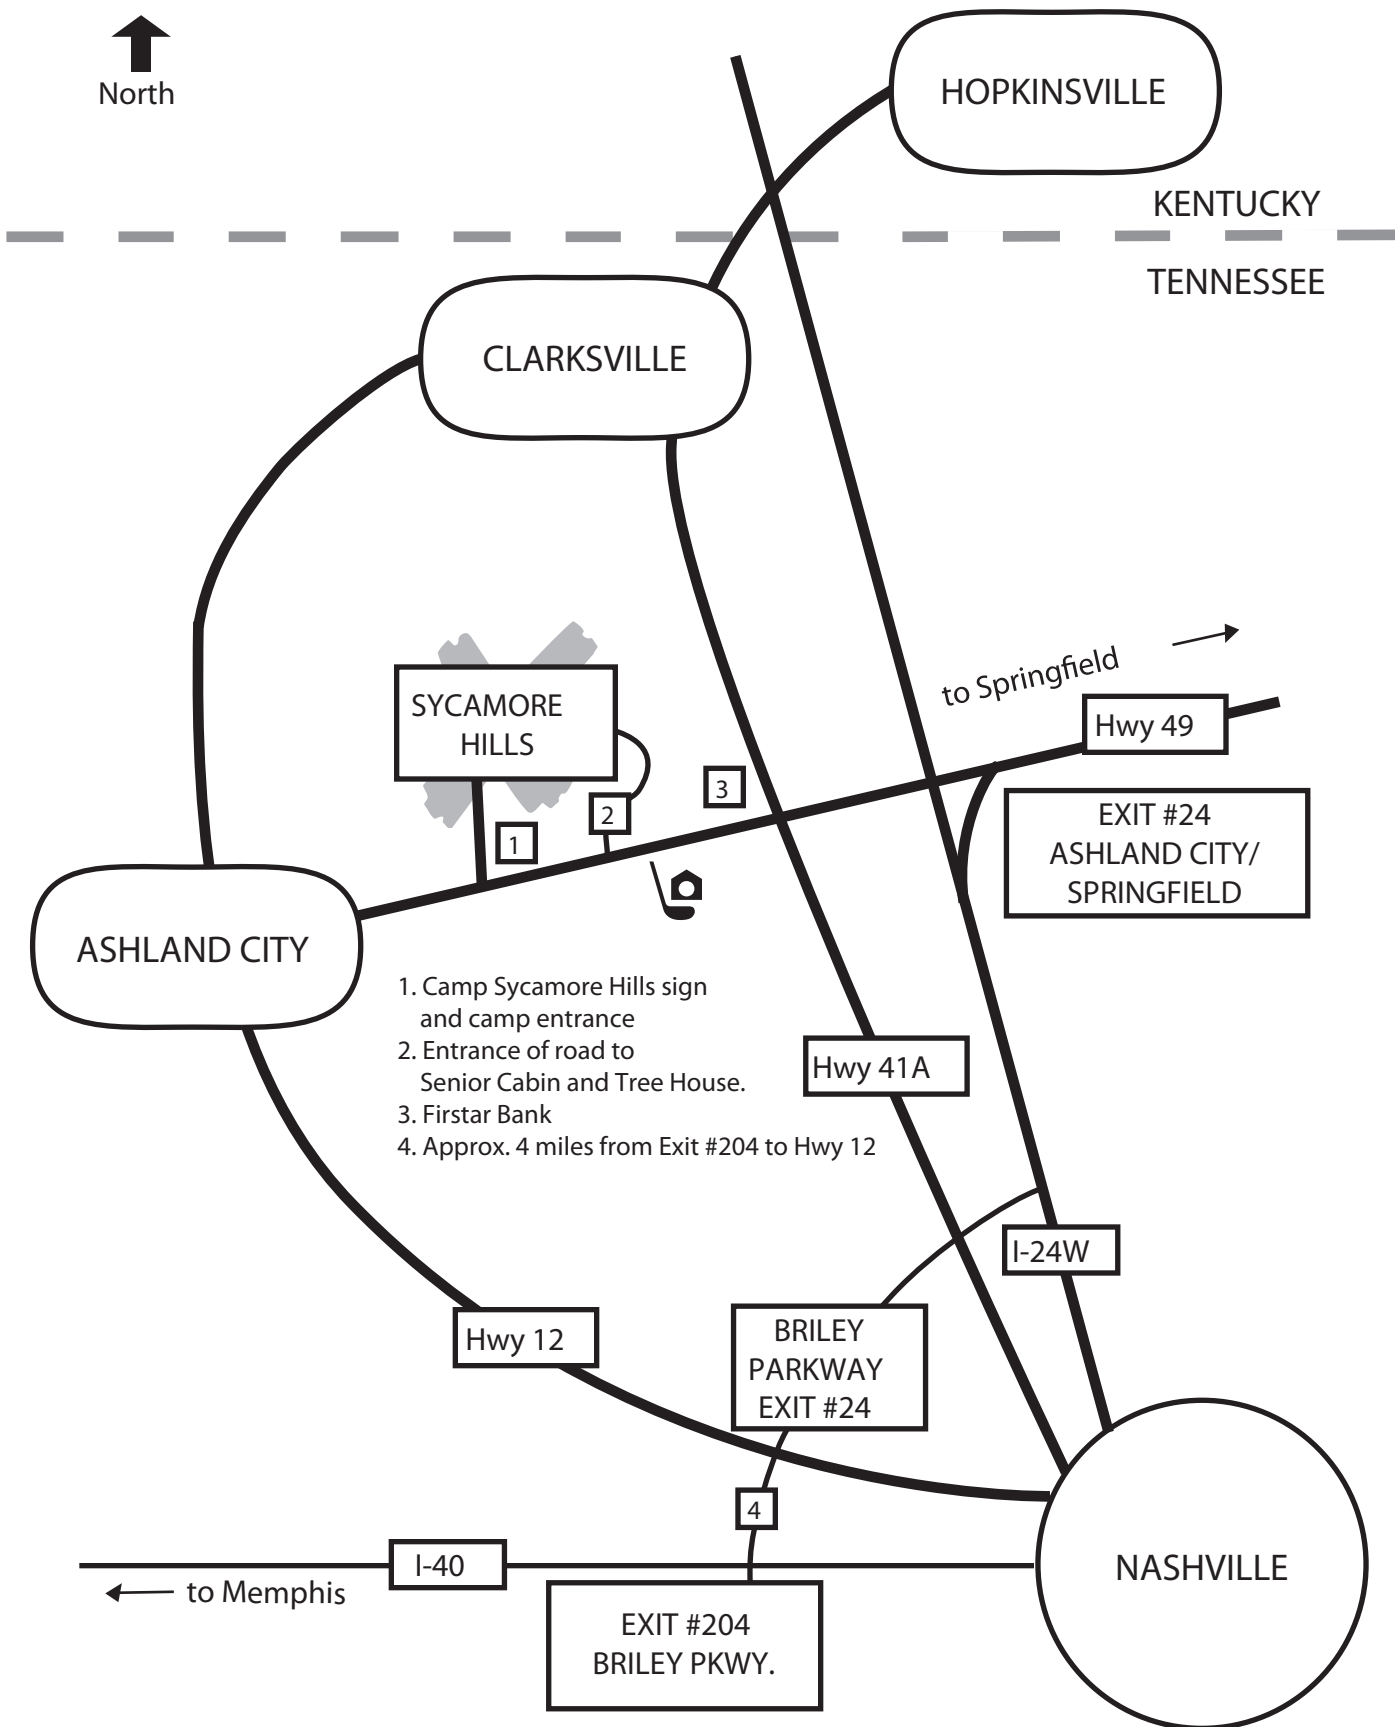 North
HOPKINSVILLE
KENTUCKY
TENNESSEE
CLARKSVILLE
to Springfield
SYCAMORE
HILLS
Hwy 49
3
2
1
EXIT #24
ASHLAND CITY/
SPRINGFIELD
ASHLAND CITY
1. Camp Sycamore Hills sign
and camp entrance
2. Entrance of road to
Senior Cabin and Tree House.
3. Firstar Bank
4. Approx. 4 miles from Exit #204 to Hwy 12
Hwy 41A
I-24W
Hwy 12
BRILEY
PARKWAY
EXIT #24
4
I-40
to Memphis
NASHVILLE
EXIT #204
BRILEY PKWY.